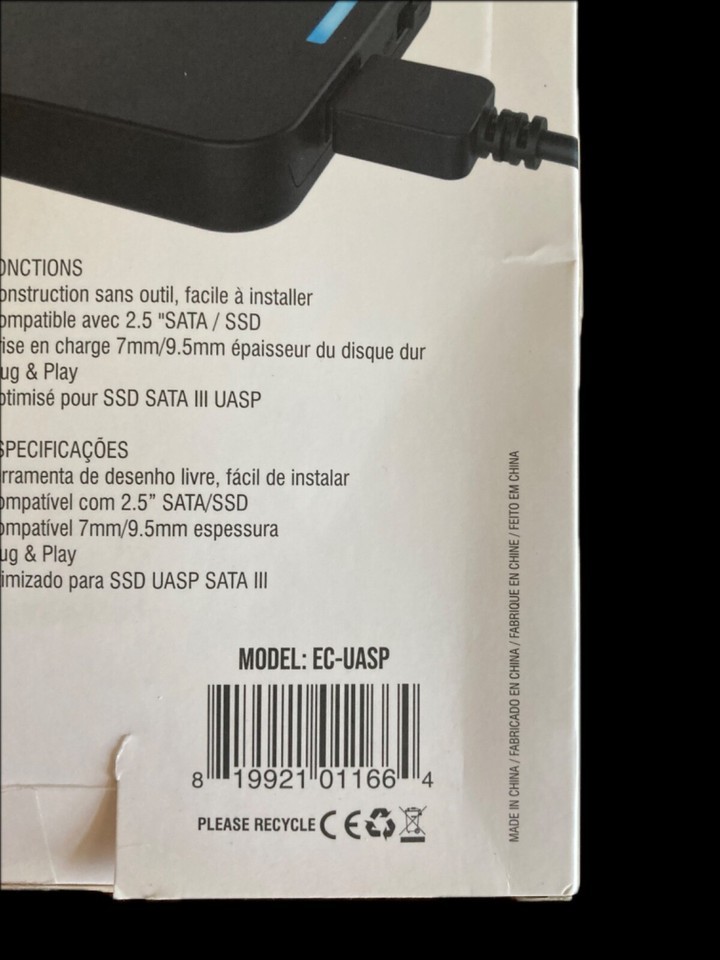 ONCTIONS
onstruction sans outil, facile à installer
ompatible avec 2.5 "SATA / SSD
ise en charge 7mm/9.5mm épaisseur du disque dur
ug & Play
ptimisé pour SSD SATA III UASP
SPECIFICAÇÕES
rramenta de desenho livre, fácil de instalar
ompatível com 2.5” SATA/SSD
ompatível 7mm/9.5mm espessura
ug & Play
imizado para SSD UASP SATA III
MODEL: EC-UASP
8 19921 01166 4
PLEASE RECYCLE CE
MADE IN CHINA / FABRICADO EN CHINA / FABRIQUE EN CHINE / FEITO EM CHINA